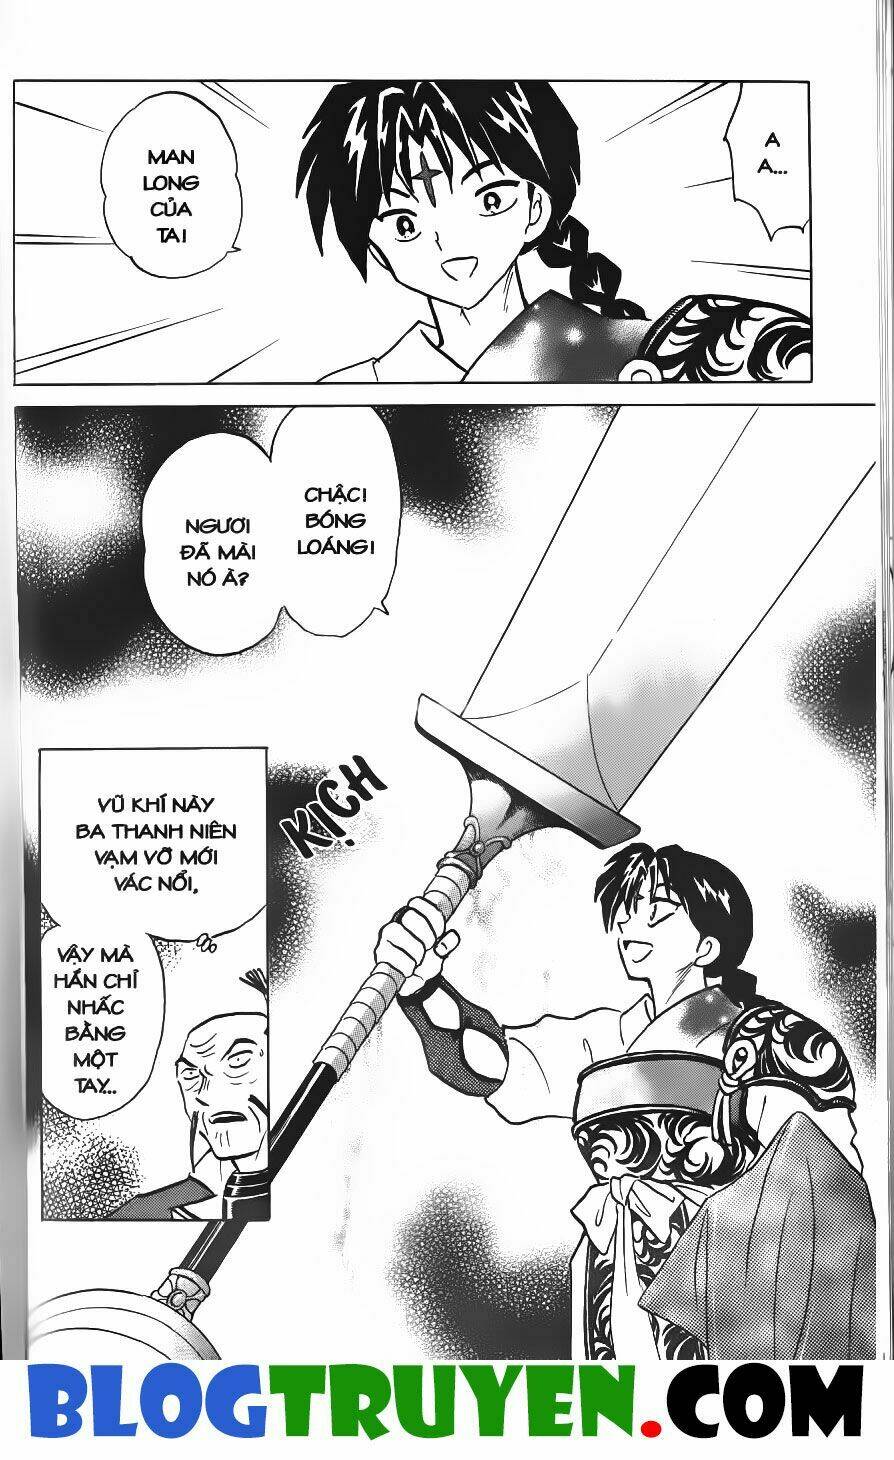 A
A...
MAN
LONG
CỦA
TA!
CHẬC!
BÓNG
LOÁNG!
NGƯƠI
ĐÃ MÀI
NÓ À?
KỊCH
VŨ KHÍ NÀY
BA THANH NIÊN
VẠM VỠ MỚI
VÁC NỔI,
VẬY MÀ
HẮN CHỈ
NHẤC
BẰNG
MỘT
TAY...
BLOGTRUYEN.COM